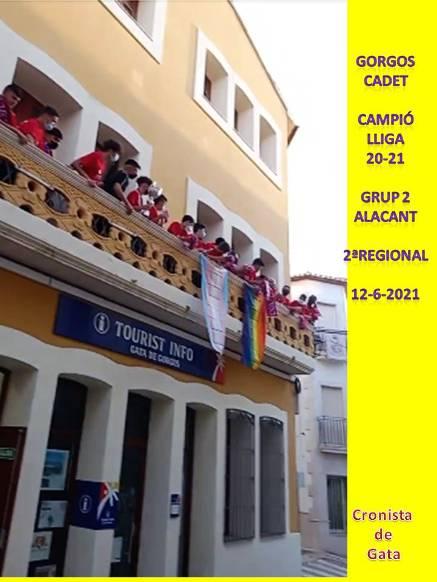 GORGOS
CADET
CAMPIÓ
LLIGA
20-21
GRUP 2
ALACANT
2ªREGIONAL
12-6-2021
i TOURIST INFO
GATA DE GORGOS
i
Cronista
de
Gata